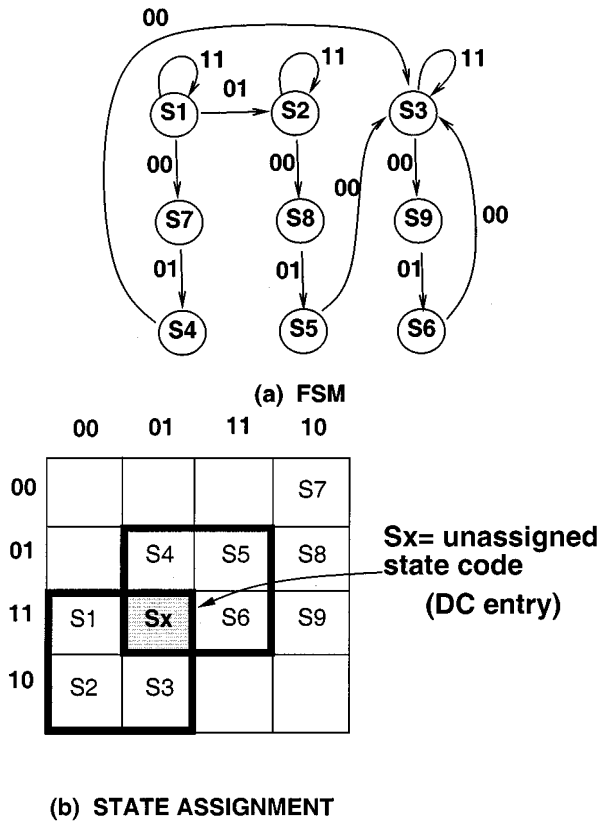 00
11
11
11
S1
01
S2
S3
00
00
00
00
00
S7
S8
S9
01
01
01
S4
S5
S6
(a) FSM
00 01 11 10
00
S7
01
S4 S5 S8
Sx= unassigned
state code
(DC entry)
11
S1 Sx S6 S9
10
S2 S3
(b) STATE ASSIGNMENT